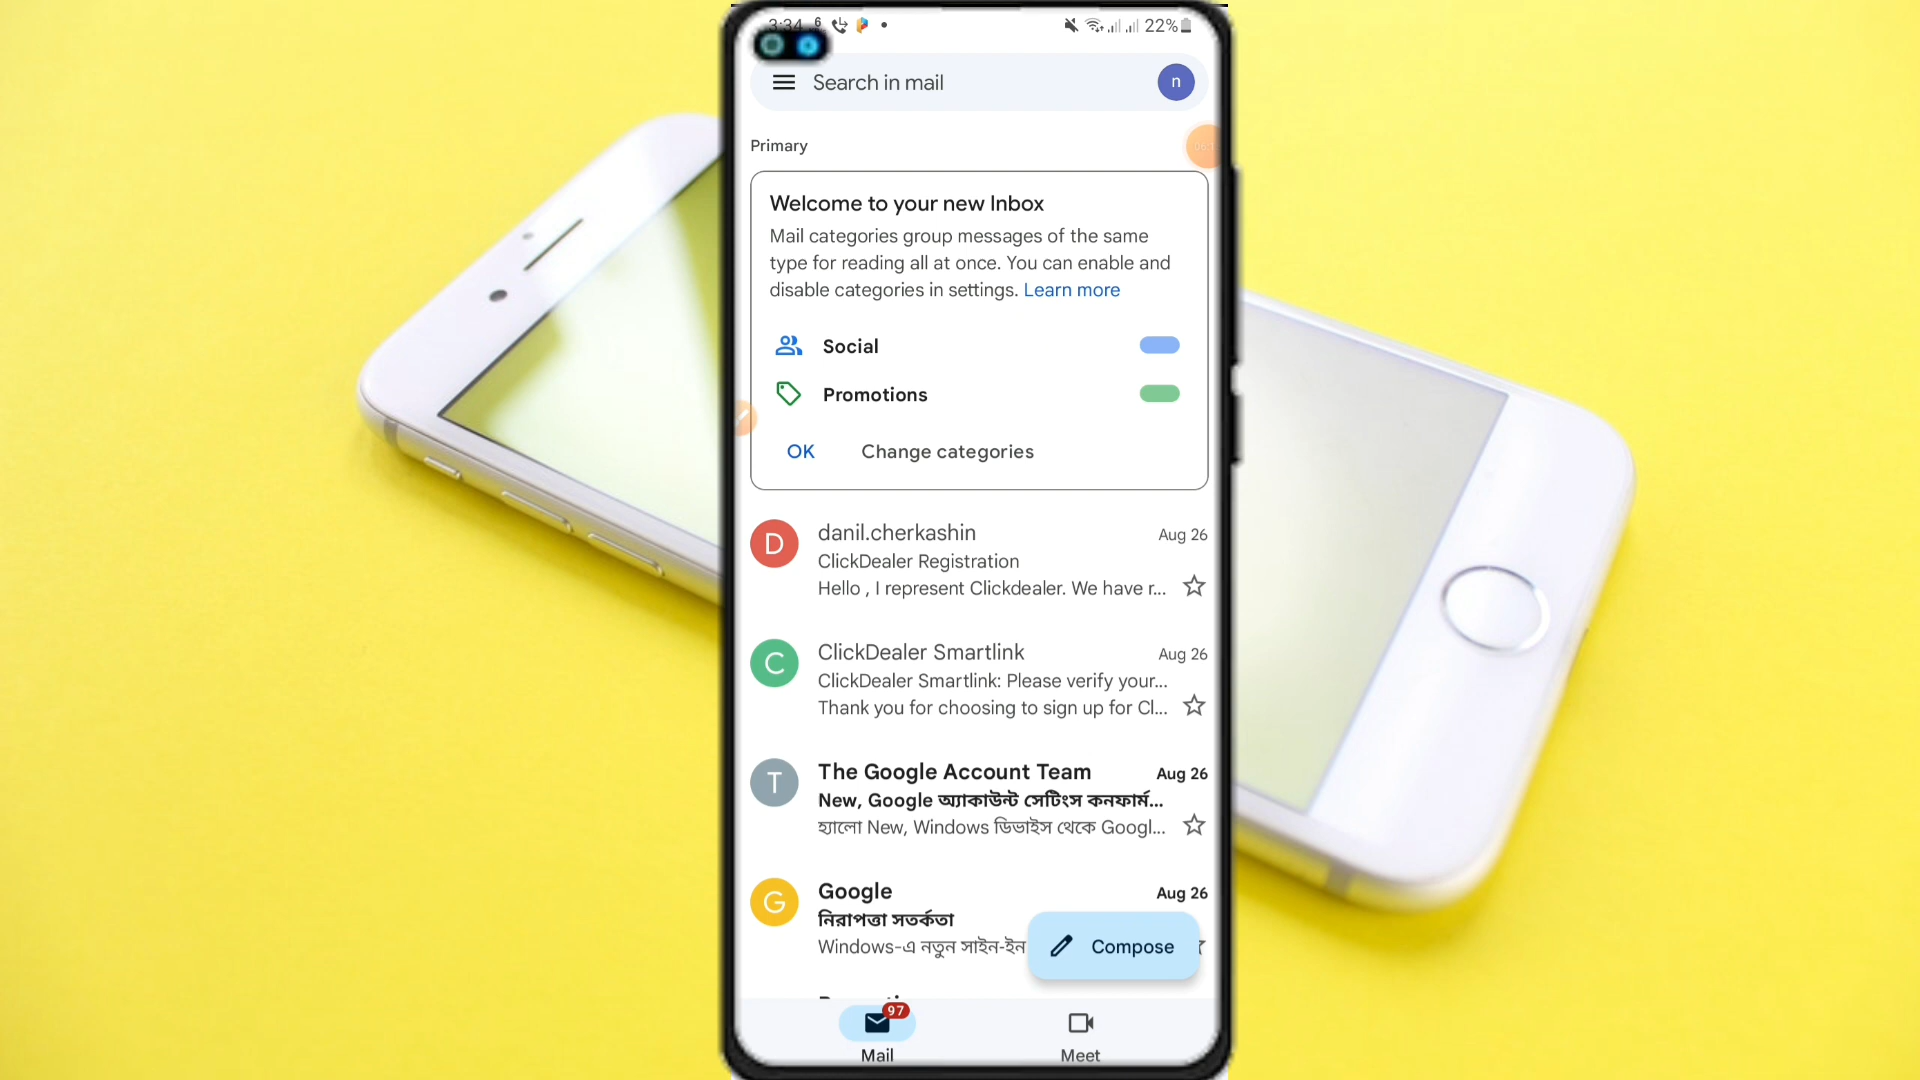 3:34 6
22%
Search in mail
n
Primary
Welcome to your new Inbox
Mail categories group messages of the same
type for reading all at once. You can enable and
disable categories in settings. Learn more
Social
Promotions
OK Change categories
D
danil.cherkashin Aug 26
ClickDealer Registration
Hello , I represent Clickdealer. We have r...
C
ClickDealer Smartlink Aug 26
ClickDealer Smartlink: Please verify your...
Thank you for choosing to sign up for Cl...
T
The Google Account Team Aug 26
New, Google অ্যাকাউন্ট সেটিংস কনফার্ম...
হ্যালো New, Windows ডিভাইস থেকে Googl...
G
Google Aug 26
নিরাপত্তা সতর্কতা
Windows-এ নতুন সাইন-ইন
Compose
97
Mail Meet